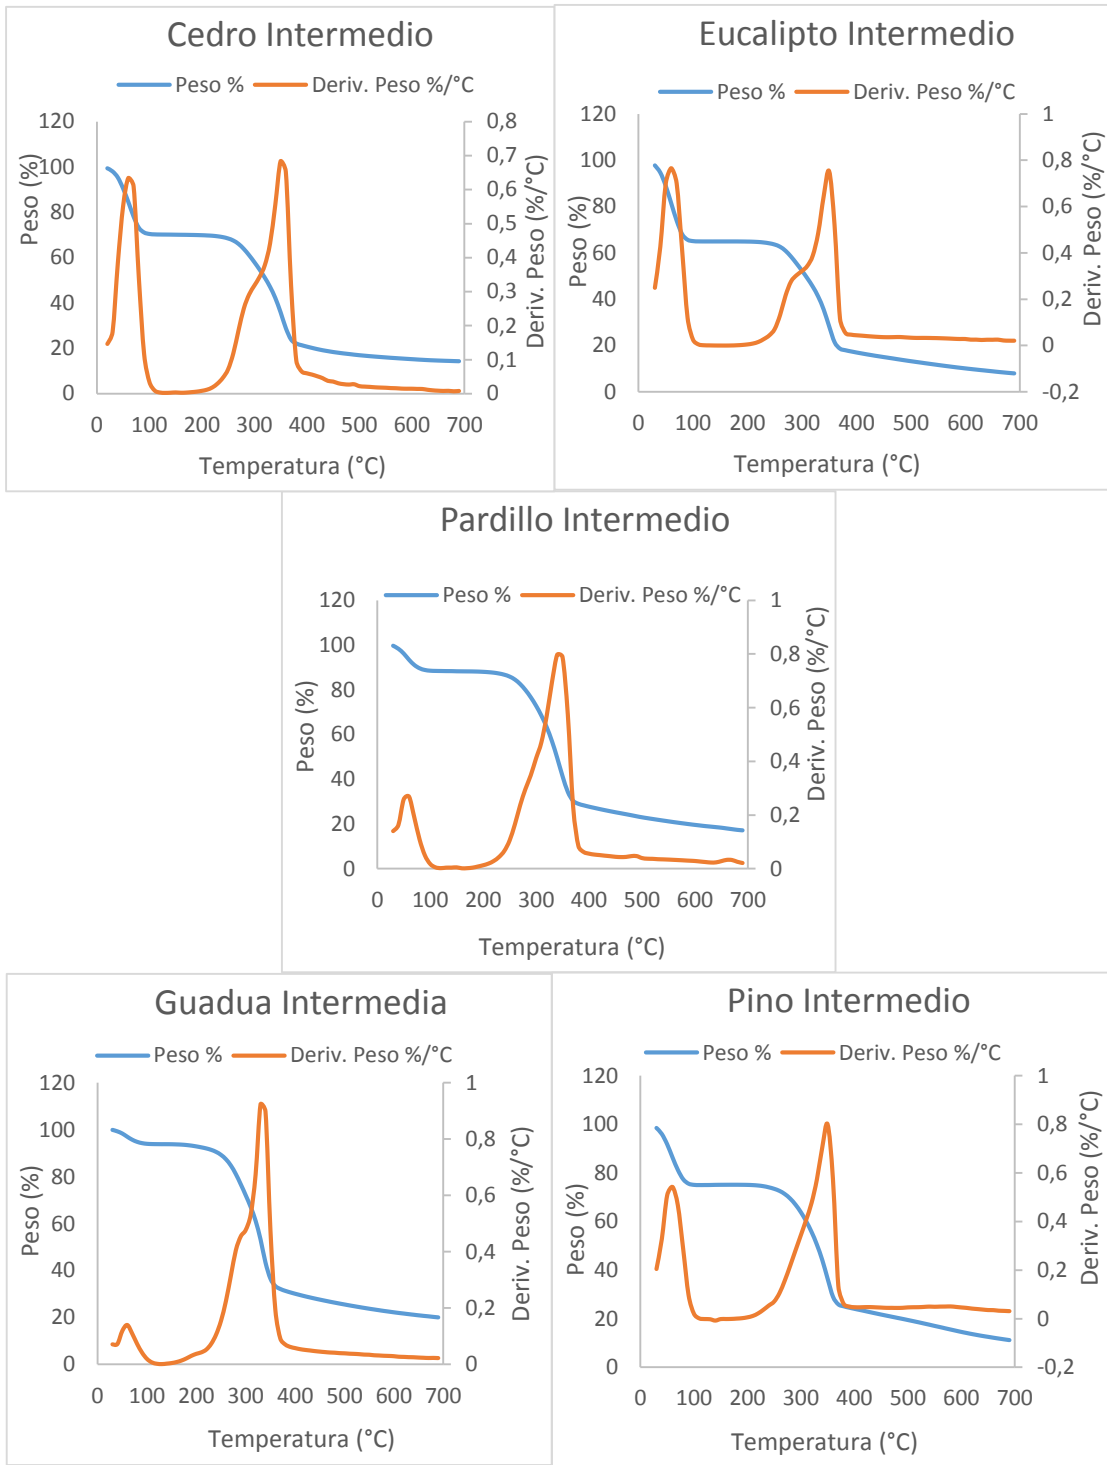 Cedro Intermedio
Peso % Deriv. Peso %/°C
120
100
80
60
40
20
0
Peso (%)
0,8
0,7
0,6
0,5
0,4
0,3
0,2
0,1
0
Deriv. Peso (%/°C)
0 100 200 300 400 500 600 700
Temperatura (°C)
Eucalipto Intermedio
Peso % Deriv. Peso %/°C
120
100
80
60
40
20
0
Peso (%)
1
0,8
0,6
0,4
0,2
0
-0,2
Deriv. Peso (%/°C)
0 100 200 300 400 500 600 700
Temperatura (°C)
Pardillo Intermedio
Peso % Deriv. Peso %/°C
120
100
80
60
40
20
0
Peso (%)
1
0,8
0,6
0,4
0,2
0
Deriv. Peso (%/°C)
0 100 200 300 400 500 600 700
Temperatura (°C)
Guadua Intermedia
Peso % Deriv. Peso %/°C
120
100
80
60
40
20
0
Peso (%)
1
0,8
0,6
0,4
0,2
0
Deriv. Peso (%/°C)
0 100 200 300 400 500 600 700
Temperatura (°C)
Pino Intermedio
Peso % Deriv. Peso %/°C
120
100
80
60
40
20
0
Peso (%)
1
0,8
0,6
0,4
0,2
0
-0,2
Deriv. Peso (%/°C)
0 100 200 300 400 500 600 700
Temperatura (°C)